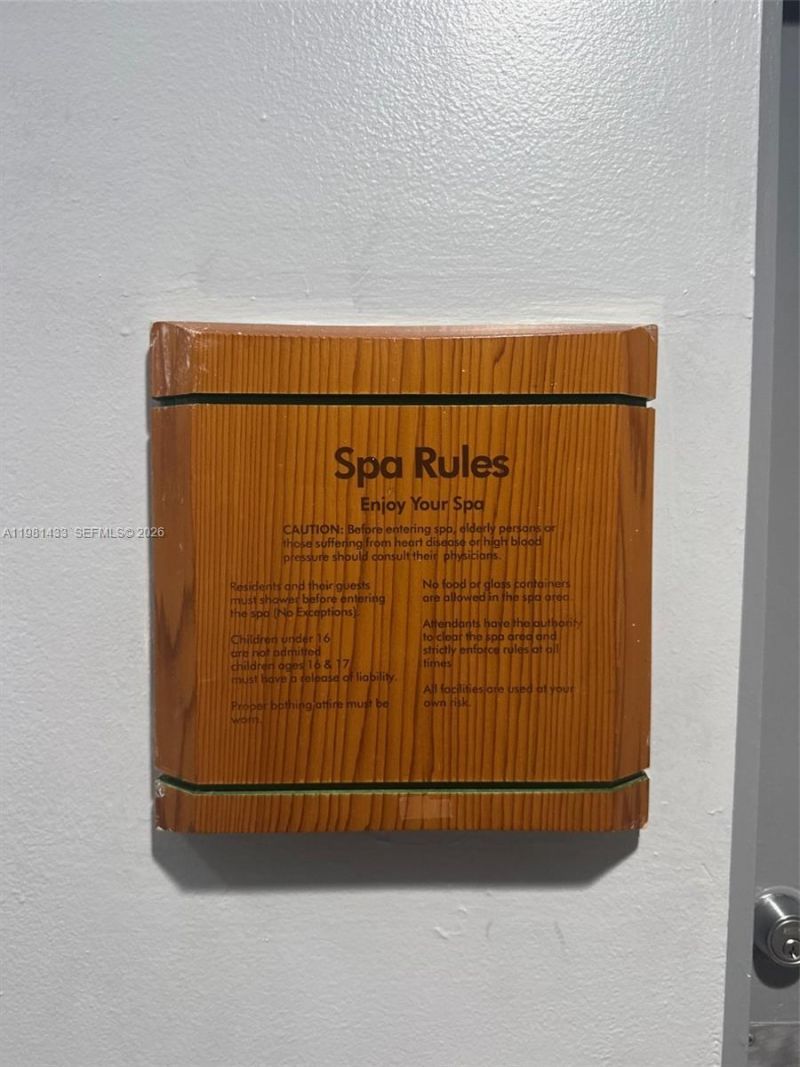 Spa Rules
Enjoy Your Spa
CAUTION: Before entering spa, elderly persons or
those suffering from heart disease or high blood
pressure should consult their physicians.
Residents and their guests
must shower before entering
the spa (No Exceptions).
Children under 16
are not admitted
children ages 16 & 17
must have a release of liability.
Proper bathing attire must be
worn.
No food or glass containers
are allowed in the spa area.
Attendants have the authority
to clear the spa area and
strictly enforce rules at all
times
All facilities are used at your
own risk.
A11981433 SEFMLS© 2026